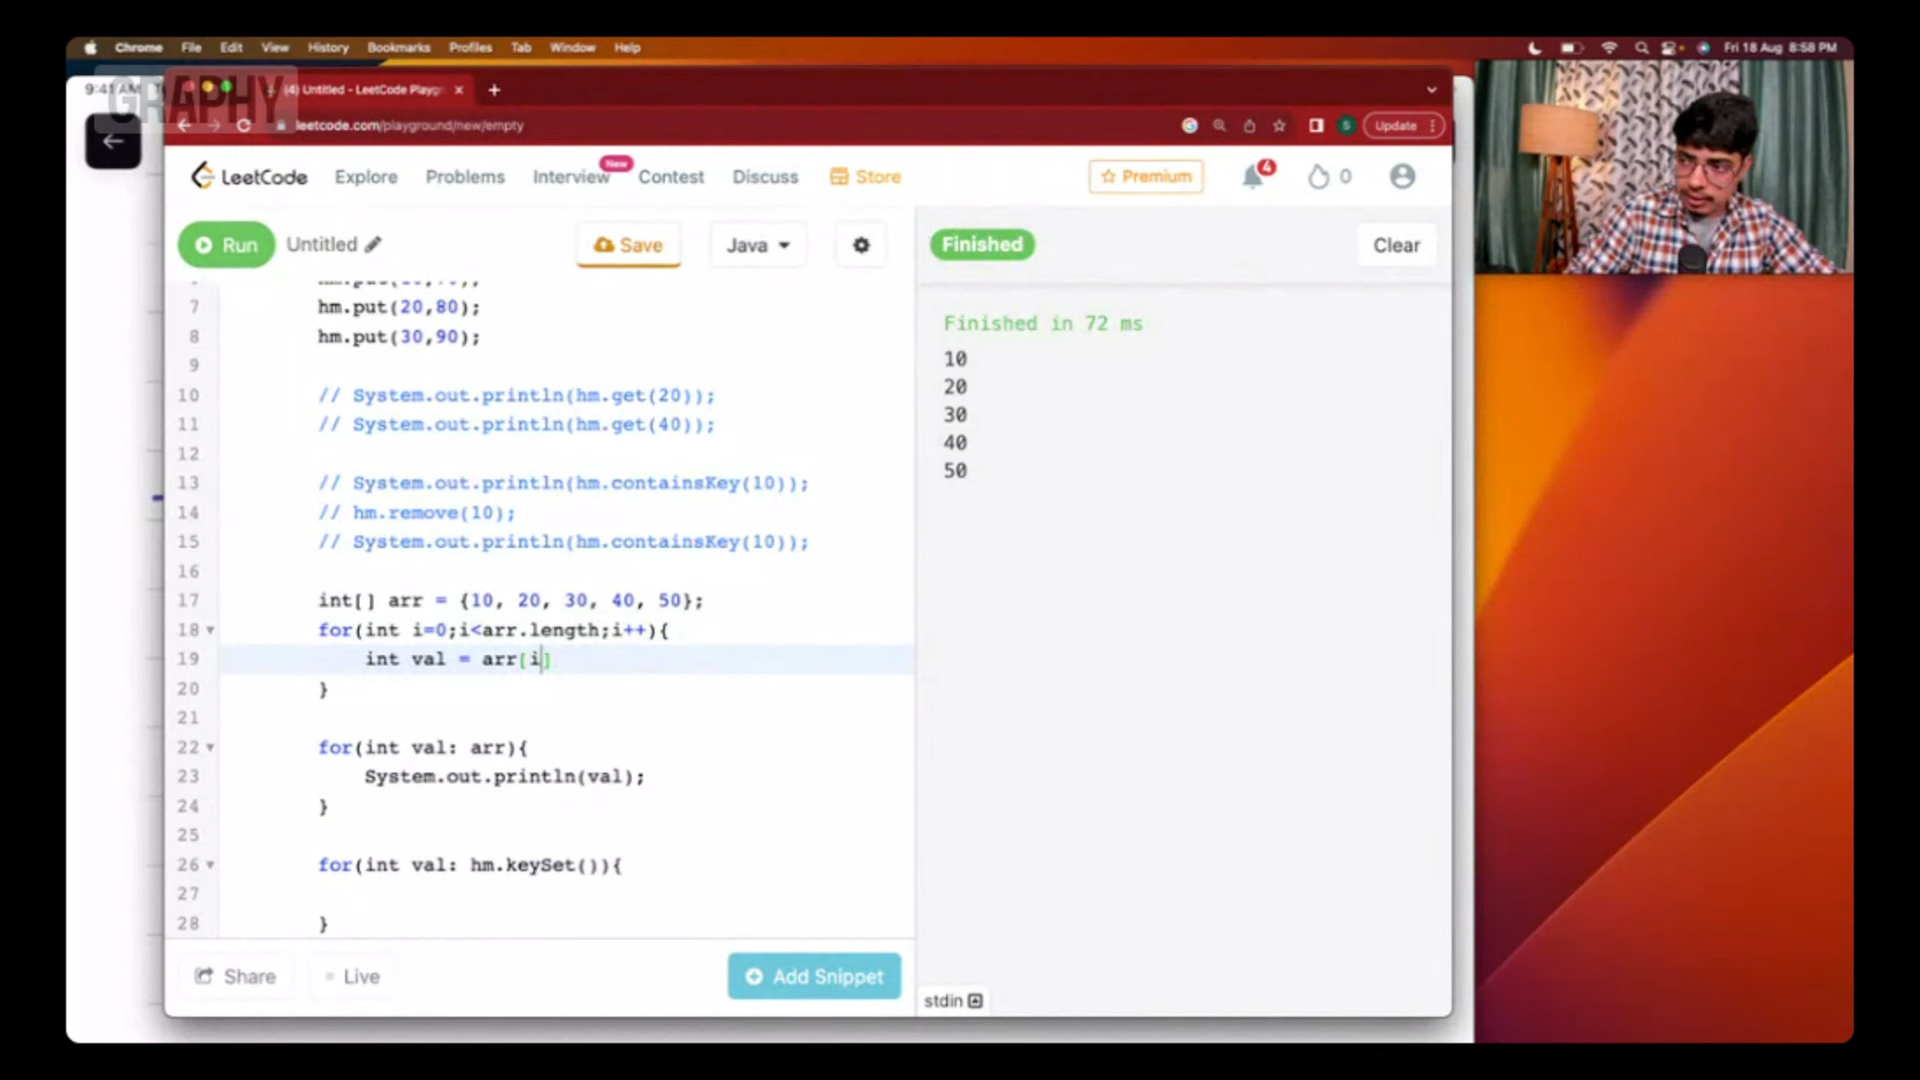 Chrome File Edit View History Bookmarks Profiles Tab Window Help
Fri 18 Aug 8:58 PM
9:41 AM
GRAPHY
(4) Untitled - LeetCode Playgr
leetcode.com/playground/new/empty
S
Update
LeetCode Explore Problems Interview New Contest Discuss Store
Premium 4 0
Run Untitled Save Java
Finished Clear
7 hm.put(20,80);
8 hm.put(30,90);
9
10 // System.out.println(hm.get(20));
11 // System.out.println(hm.get(40));
12
13 // System.out.println(hm.containsKey(10));
14 // hm.remove(10);
15 // System.out.println(hm.containsKey(10));
16
17 int[] arr = {10, 20, 30, 40, 50};
18 for(int i=0;i<arr.length;i++){
19 int val = arr[i]
20 }
21
22 for(int val: arr){
23 System.out.println(val);
24 }
25
26 for(int val: hm.keySet()){
27
28 }
Finished in 72 ms
10
20
30
40
50
Share Live Add Snippet
stdin